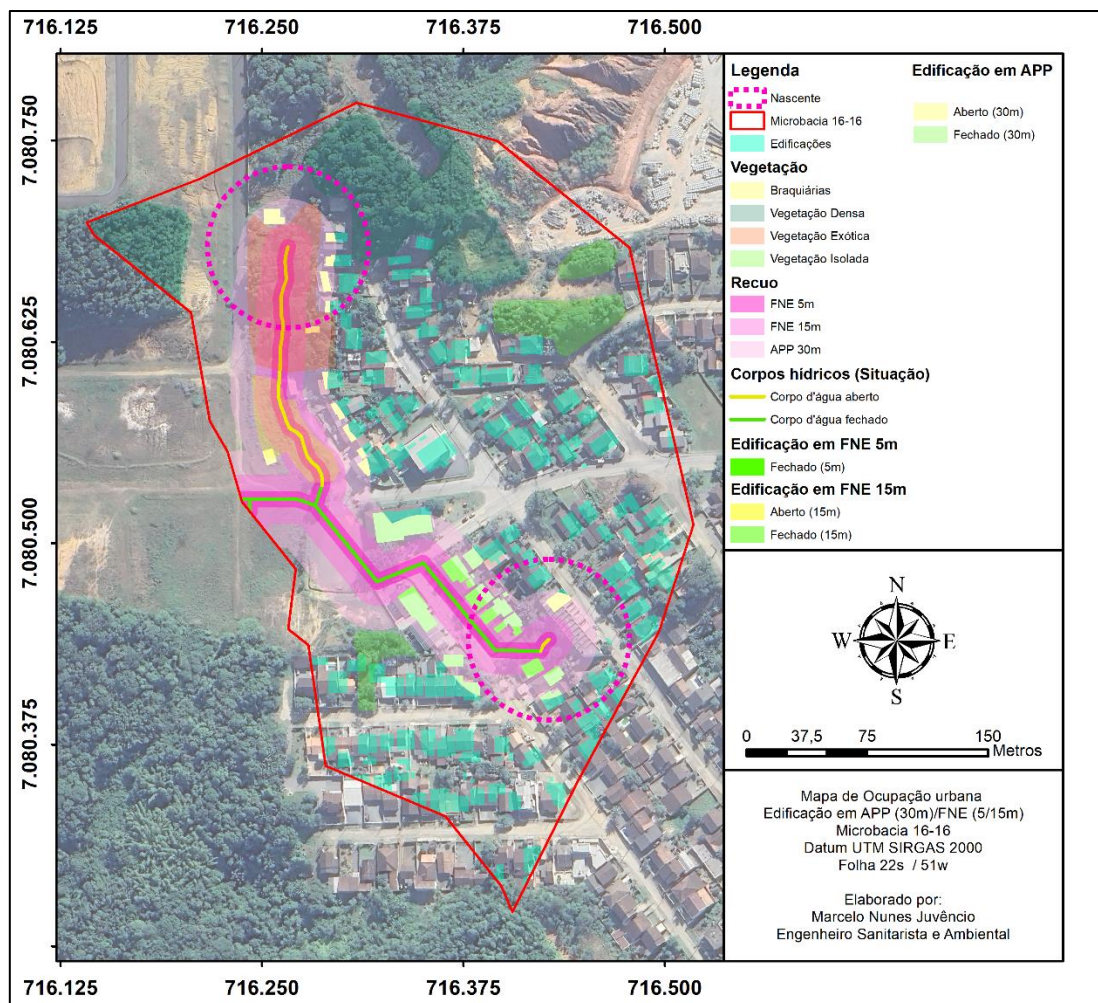 716.125 716.250 716.375 716.500
7.080.750
7.080.625
7.080.500
7.080.375
Legenda
Nascente
Microbacia 16-16
Edificações
Vegetação
Braquiárias
Vegetação Densa
Vegetação Exótica
Vegetação Isolada
Recuo
FNE 5m
FNE 15m
APP 30m
Corpos hídricos (Situação)
Corpo d'água aberto
Corpo d'água fechado
Edificação em FNE 5m
Fechado (5m)
Edificação em FNE 15m
Aberto (15m)
Fechado (15m)
Edificação em APP
Aberto (30m)
Fechado (30m)
N
W E
S
0 37,5 75 150
Metros
Mapa de Ocupação urbana
Edificação em APP (30m)/FNE (5/15m)
Microbacia 16-16
Datum UTM SIRGAS 2000
Folha 22s / 51w
Elaborado por:
Marcelo Nunes Juvêncio
Engenheiro Sanitarista e Ambiental
716.125 716.250 716.375 716.500